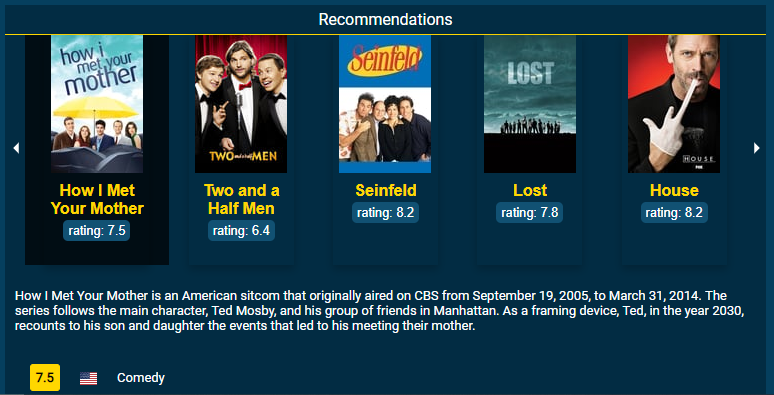 Recommendations
how i
met your
mother
TWO and a HALF MEN
Seinfeld
LOST
HOUSE
FOX
How I Met
Your Mother
rating: 7.5
Two and a
Half Men
rating: 6.4
Seinfeld
rating: 8.2
Lost
rating: 7.8
House
rating: 8.2
How I Met Your Mother is an American sitcom that originally aired on CBS from September 19, 2005, to March 31, 2014. The
series follows the main character, Ted Mosby, and his group of friends in Manhattan. As a framing device, Ted, in the year 2030,
recounts to his son and daughter the events that led to his meeting their mother.
7.5
Comedy